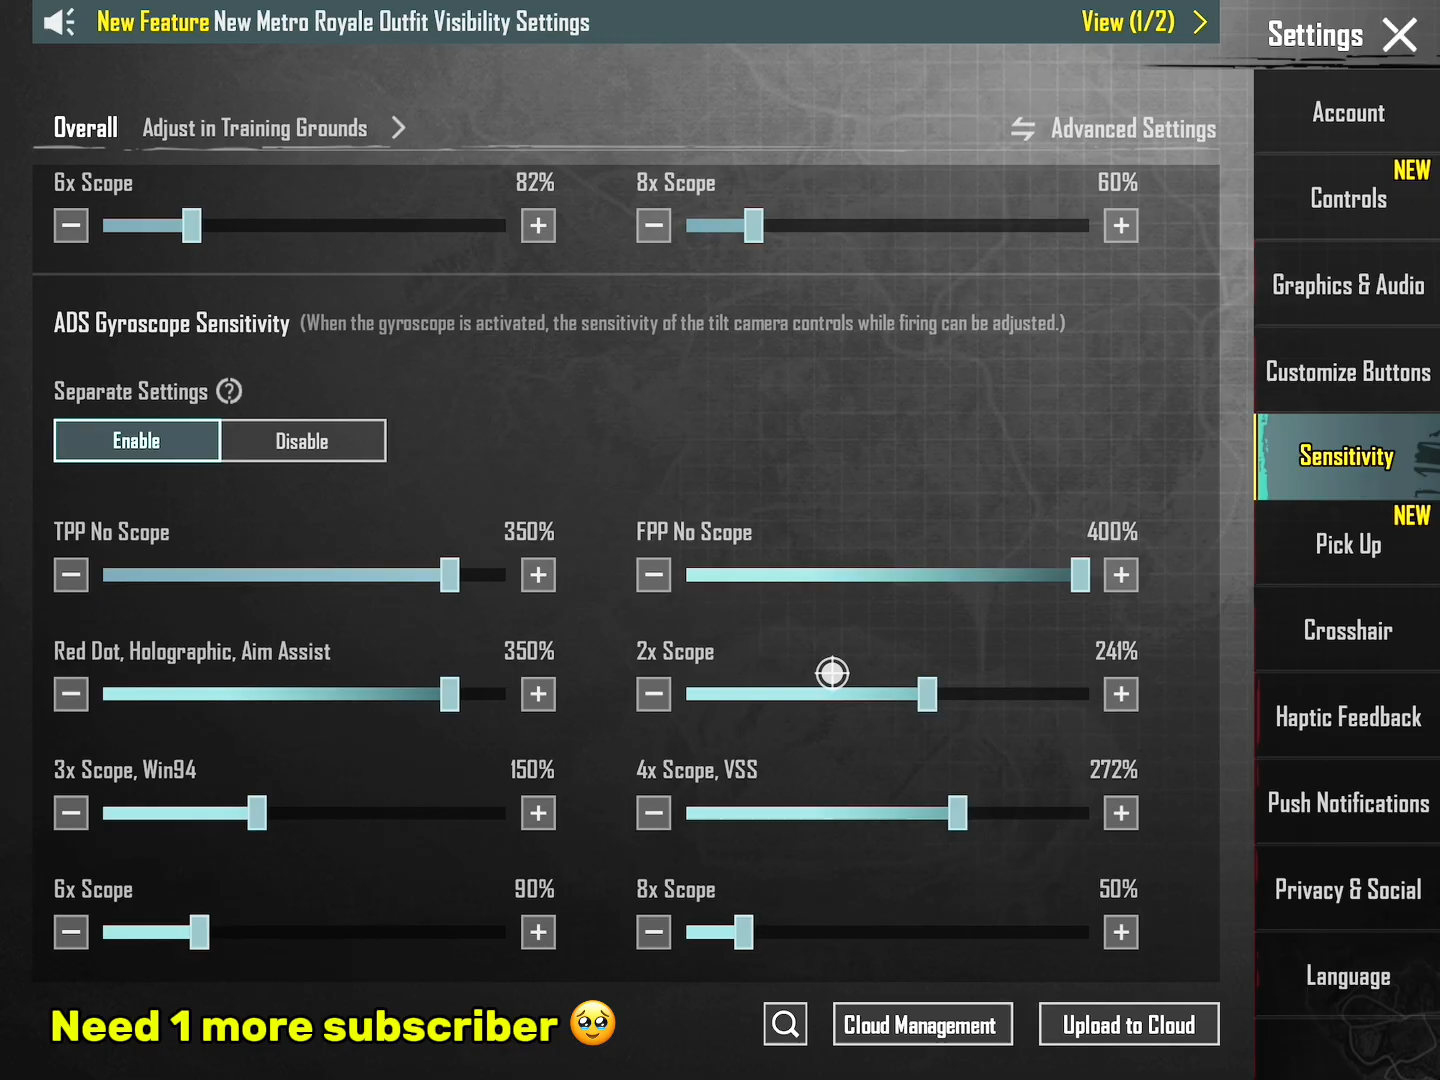 New Feature New Metro Royale Outfit Visibility Settings
View (1/2)
Settings
Overall
Adjust in Training Grounds
Advanced Settings
6x Scope
82%
8x Scope
60%
ADS Gyroscope Sensitivity (When the gyroscope is activated, the sensitivity of the tilt camera controls while firing can be adjusted.)
Separate Settings ?
Enable
Disable
TPP No Scope
350%
FPP No Scope
400%
Red Dot, Holographic, Aim Assist
350%
2x Scope
241%
3x Scope, Win94
150%
4x Scope, VSS
272%
6x Scope
90%
8x Scope
50%
Need 1 more subscriber 🥹
Cloud Management
Upload to Cloud
Account
NEW
Controls
Graphics & Audio
Customize Buttons
Sensitivity
NEW
Pick Up
Crosshair
Haptic Feedback
Push Notifications
Privacy & Social
Language